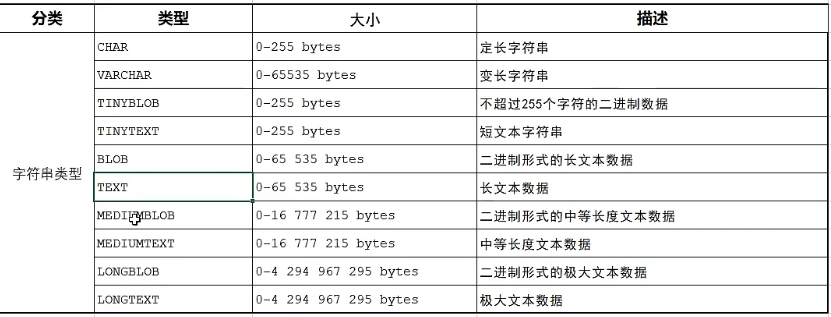 分类 类型 大小 描述
CHAR 0-255 bytes 定长字符串
VARCHAR 0-65535 bytes 变长字符串
TINYBLOB 0-255 bytes 不超过255个字符的二进制数据
TINYTEXT 0-255 bytes 短文本字符串
BLOB 0-65 535 bytes 二进制形式的长文本数据
字符串类型
TEXT 0-65 535 bytes 长文本数据
MEDIUMBLOB 0-16 777 215 bytes 二进制形式的中等长度文本数据
MEDIUMTEXT 0-16 777 215 bytes 中等长度文本数据
LONGBLOB 0-4 294 967 295 bytes 二进制形式的极大文本数据
LONGTEXT 0-4 294 967 295 bytes 极大文本数据